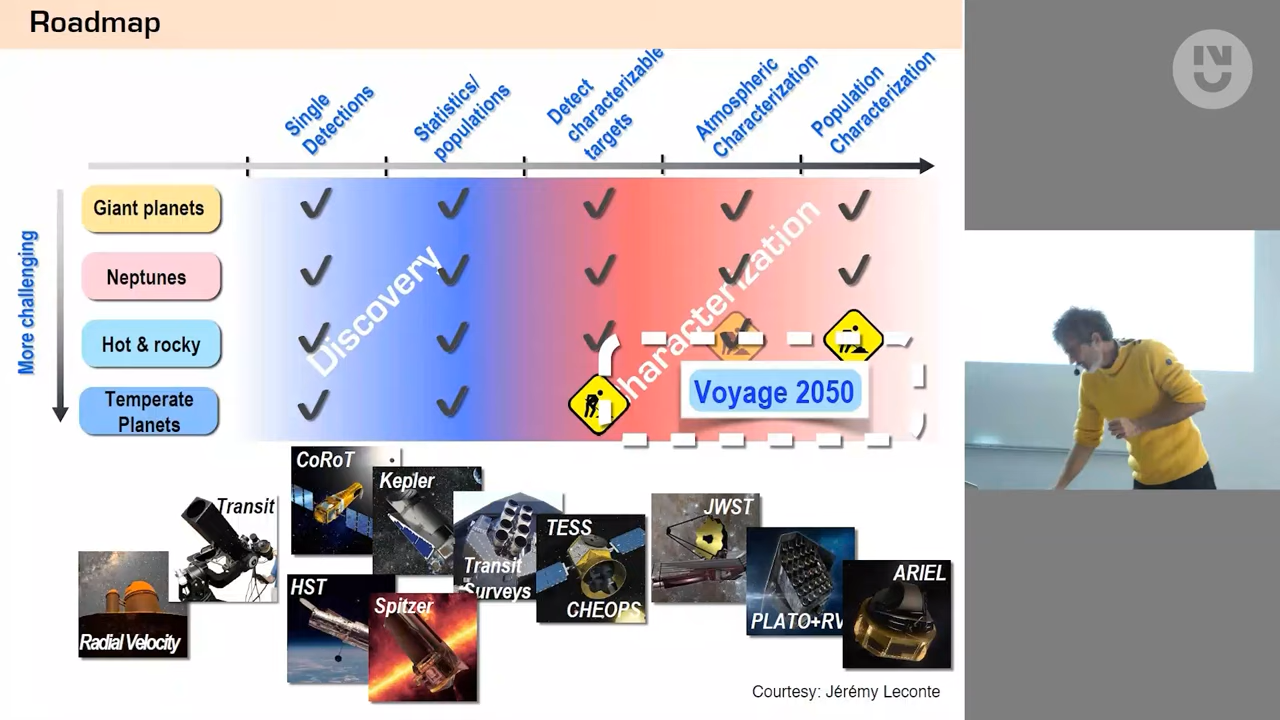 Roadmap
Single
Detections
Statistics/
populations
Detect
characterizable
targets
Atmospheric
Characterization
Population
Characterization
More challenging
Giant planets
Neptunes
Hot & rocky
Temperate
Planets
Discovery
Characterization
Voyage 2050
CoRoT
Kepler
Transit
Transit
Surveys
TESS
CHEOPS
JWST
HST
Spitzer
PLATO+RV
ARIEL
Radial Velocity
Courtesy: Jérémy Leconte